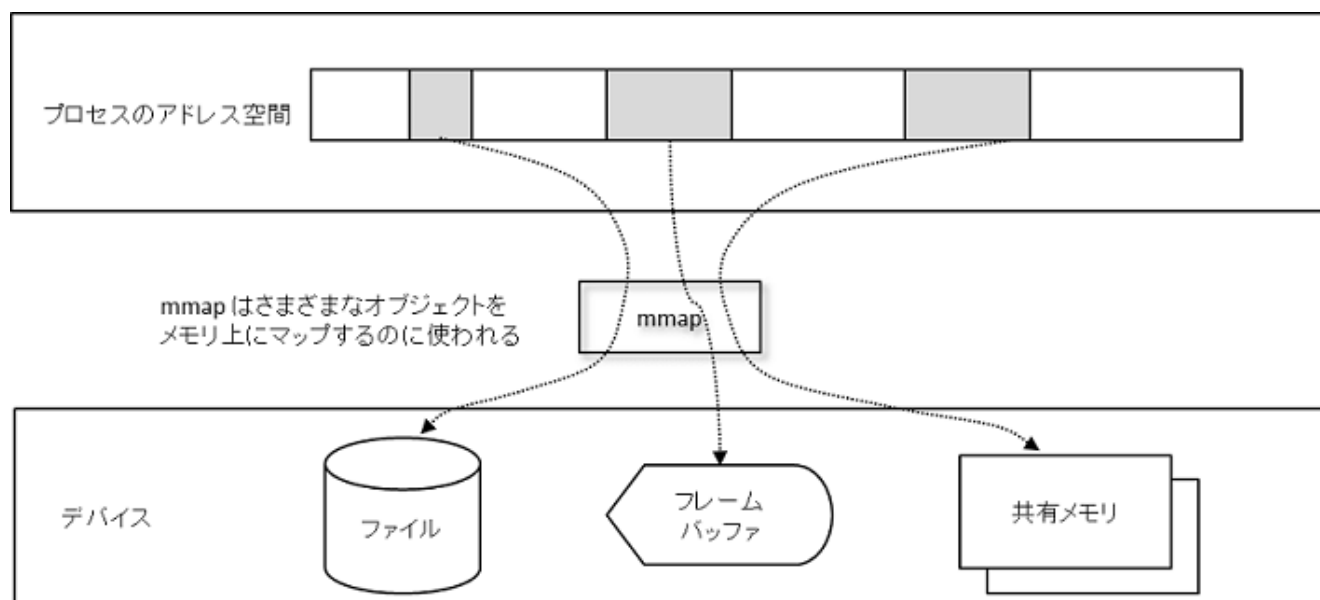 プロセスのアドレス空間
mmap はさまざまなオブジェクトを
メモリ上にマップするのに使われる
mmap
デバイス
ファイル
フレーム
バッファ
共有メモリ